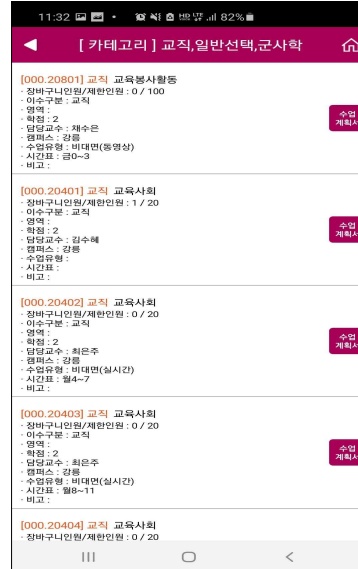 11:32 82%
[ 카테고리 ] 교직,일반선택,군사학
[000.20801] 교직 교육봉사활동
· 장바구니인원/제한인원 : 0 / 100
· 이수구분 : 교직
· 영역 :
· 학점 : 2
· 담당교수 : 채수은
· 캠퍼스 : 강릉
· 수업유형 : 비대면(동영상)
· 시간표 : 금0~3
· 비고 :
수업
계획서
[000.20401] 교직 교육사회
· 장바구니인원/제한인원 : 1 / 20
· 이수구분 : 교직
· 영역 :
· 학점 : 2
· 담당교수 : 김수혜
· 캠퍼스 : 강릉
· 수업유형 :
· 시간표 :
· 비고 :
수업
계획서
[000.20402] 교직 교육사회
· 장바구니인원/제한인원 : 0 / 20
· 이수구분 : 교직
· 영역 :
· 학점 : 2
· 담당교수 : 최은주
· 캠퍼스 : 강릉
· 수업유형 : 비대면(실시간)
· 시간표 : 월4~7
· 비고 :
수업
계획서
[000.20403] 교직 교육사회
· 장바구니인원/제한인원 : 0 / 20
· 이수구분 : 교직
· 영역 :
· 학점 : 2
· 담당교수 : 최은주
· 캠퍼스 : 강릉
· 수업유형 : 비대면(실시간)
· 시간표 : 월8~11
· 비고 :
수업
계획서
[000.20404] 교직 교육사회
· 장바구니인원/제한인원 : 0 / 20